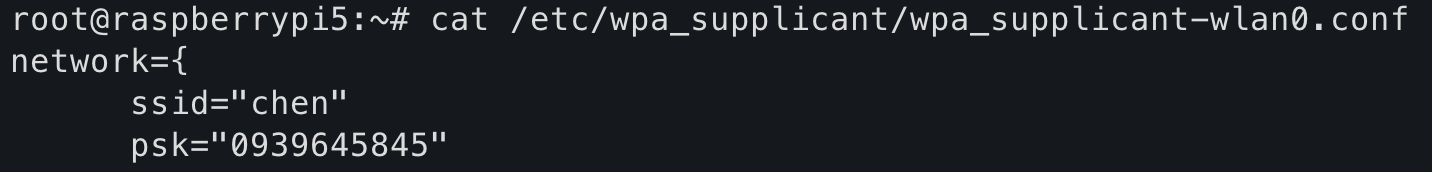 root@raspberrypi5:~# cat /etc/wpa_supplicant/wpa_supplicant-wlan0.conf
network={
ssid="chen"
psk="0939645845"